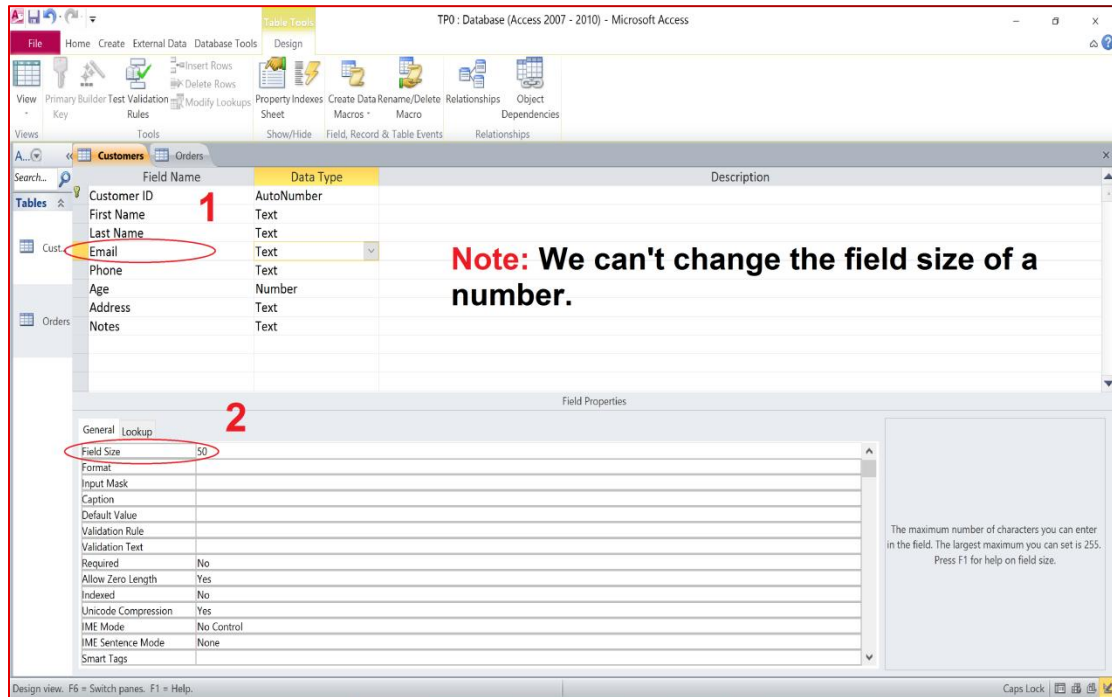 TP0 : Database (Access 2007 - 2010) - Microsoft Access
Table Tools
File Home Create External Data Database Tools Design
View
Primary Key
Builder
Test Validation Rules
Insert Rows
Delete Rows
Modify Lookups
Property Sheet
Indexes
Create Data Macros
Rename/Delete Macro
Relationships
Object Dependencies
Views Tools Show/Hide Field, Record & Table Events Relationships
A... « Customers Orders
Search...
Tables
Cust...
Orders
Field Name Data Type Description
Customer ID AutoNumber
1
First Name Text
Last Name Text
Email Text
Phone Text
Age Number
Address Text
Notes Text
Note: We can't change the field size of a
number.
Field Properties
2
General Lookup
Field Size 50
Format
Input Mask
Caption
Default Value
Validation Rule
Validation Text
Required No
Allow Zero Length Yes
Indexed No
Unicode Compression Yes
IME Mode No Control
IME Sentence Mode None
Smart Tags
The maximum number of characters you can enter
in the field. The largest maximum you can set is 255.
Press F1 for help on field size.
Design view. F6 = Switch panes. F1 = Help.
Caps Lock